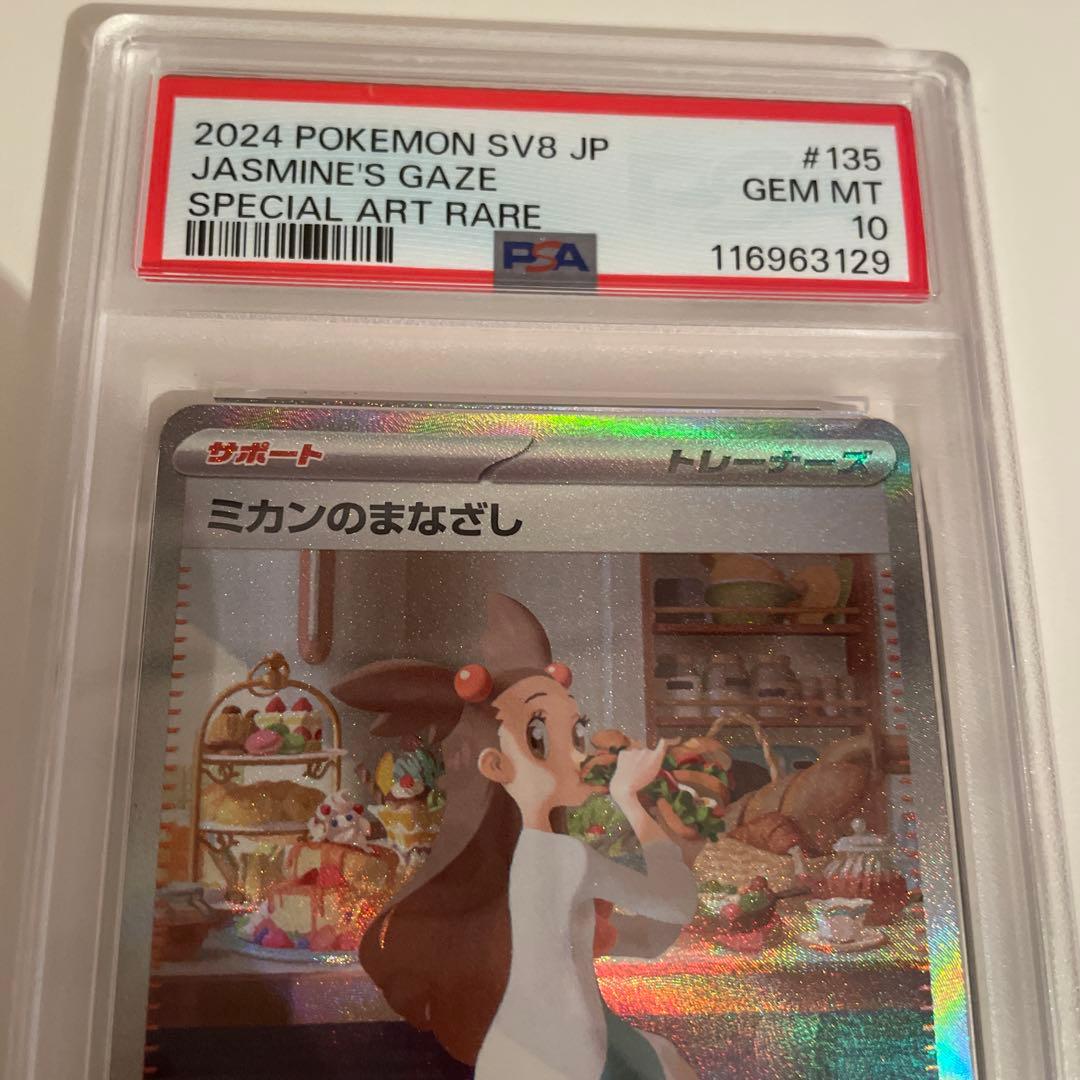 2024 POKEMON SV8 JP #135
JASMINE'S GAZE GEM MT
SPECIAL ART RARE 10
PSA 116963129
サポート トレーナーズ
ミカンのまなざし